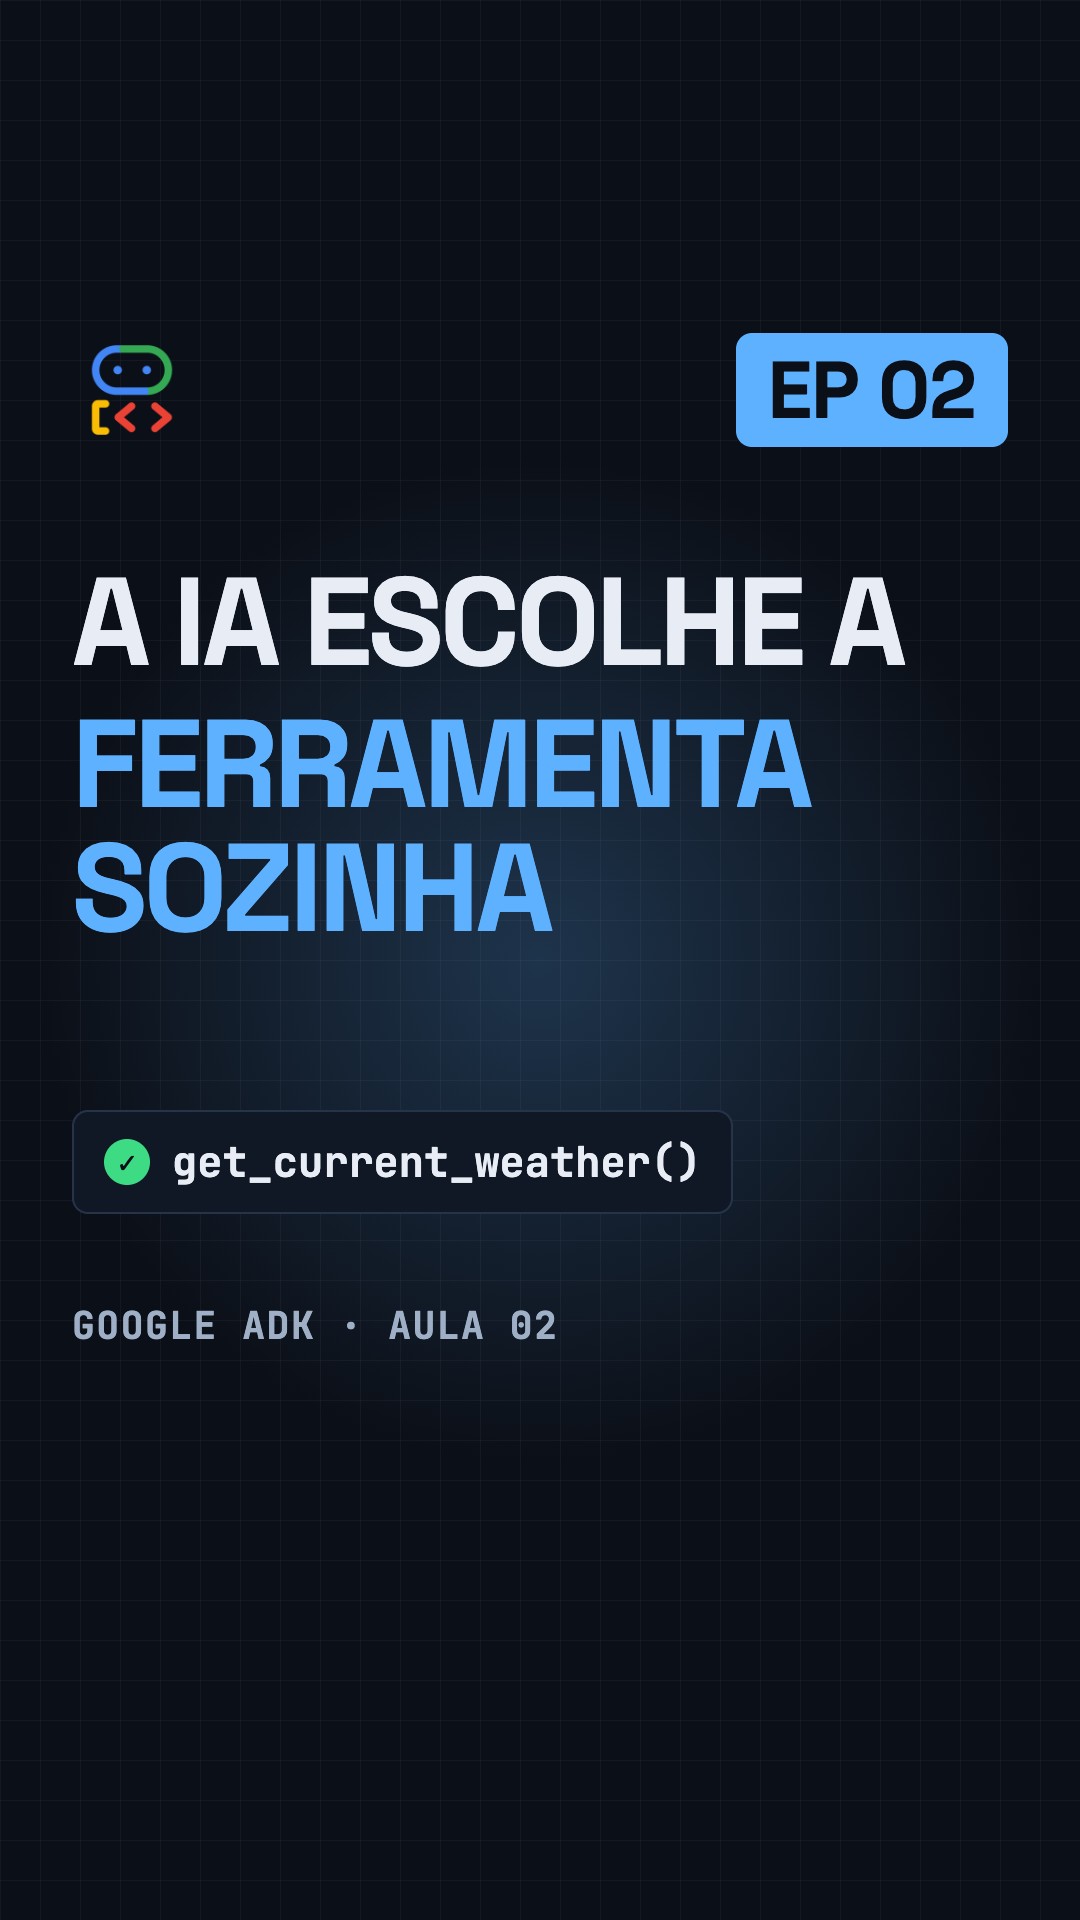 EP 02
A IA ESCOLHE A
FERRAMENTA
SOZINHA
✓ get_current_weather()
GOOGLE ADK · AULA 02